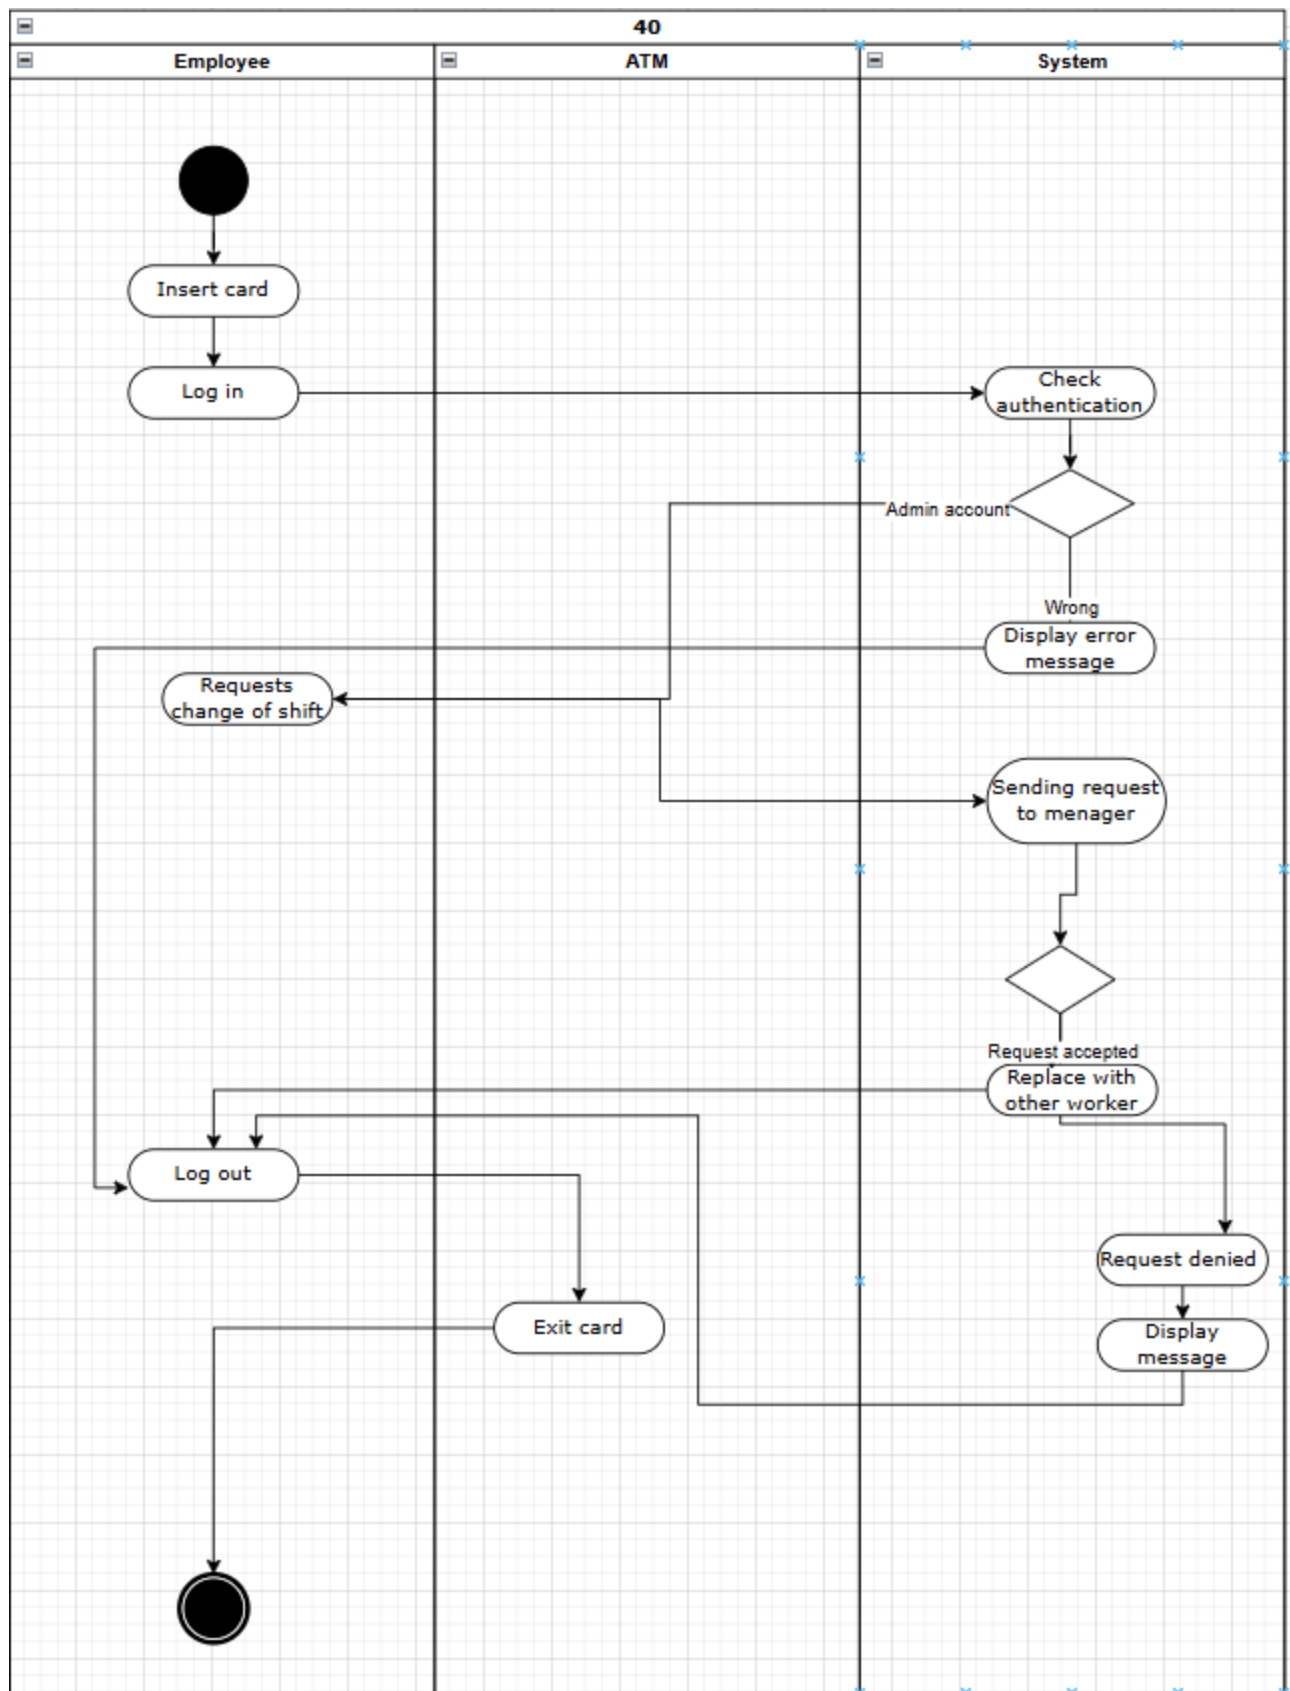 40
Employee
ATM
System
Insert card
Log in
Check
authentication
Admin account
Wrong
Display error
message
Requests
change of shift
Sending request
to menager
Request accepted
Replace with
other worker
Log out
Request denied
Exit card
Display
message